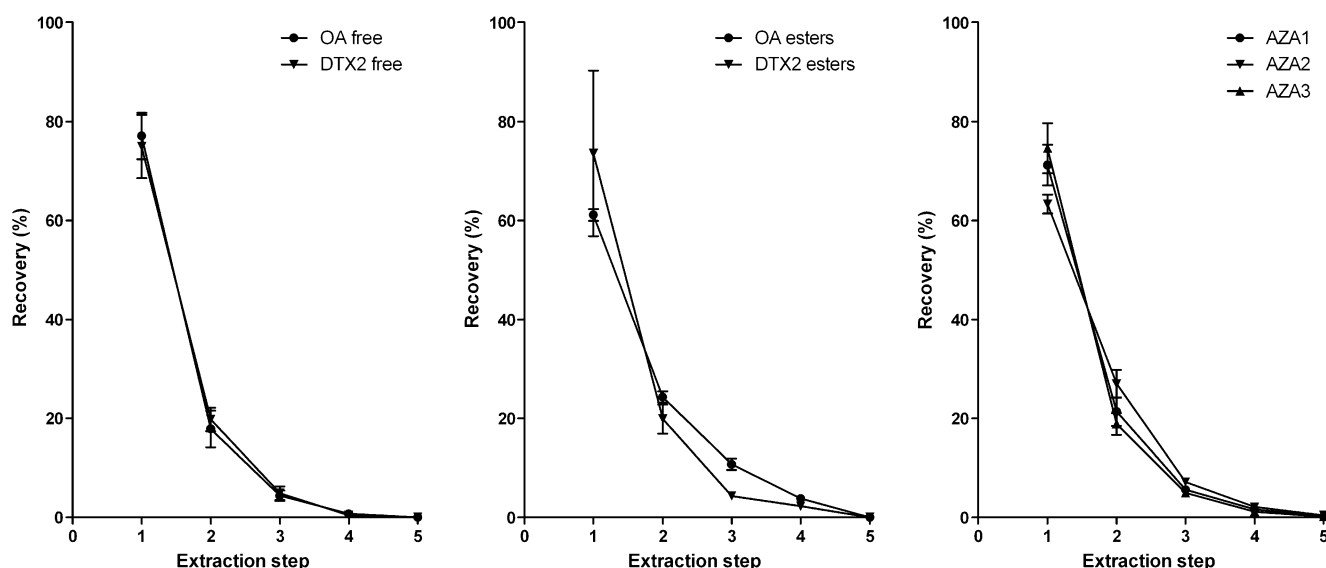 100
80
60
40
20
0
0 1 2 3 4 5
Recovery (%)
Extraction step
OA free
DTX2 free
100
80
60
40
20
0
0 1 2 3 4 5
Recovery (%)
Extraction step
OA esters
DTX2 esters
100
80
60
40
20
0
0 1 2 3 4 5
Recovery (%)
Extraction step
AZA1
AZA2
AZA3